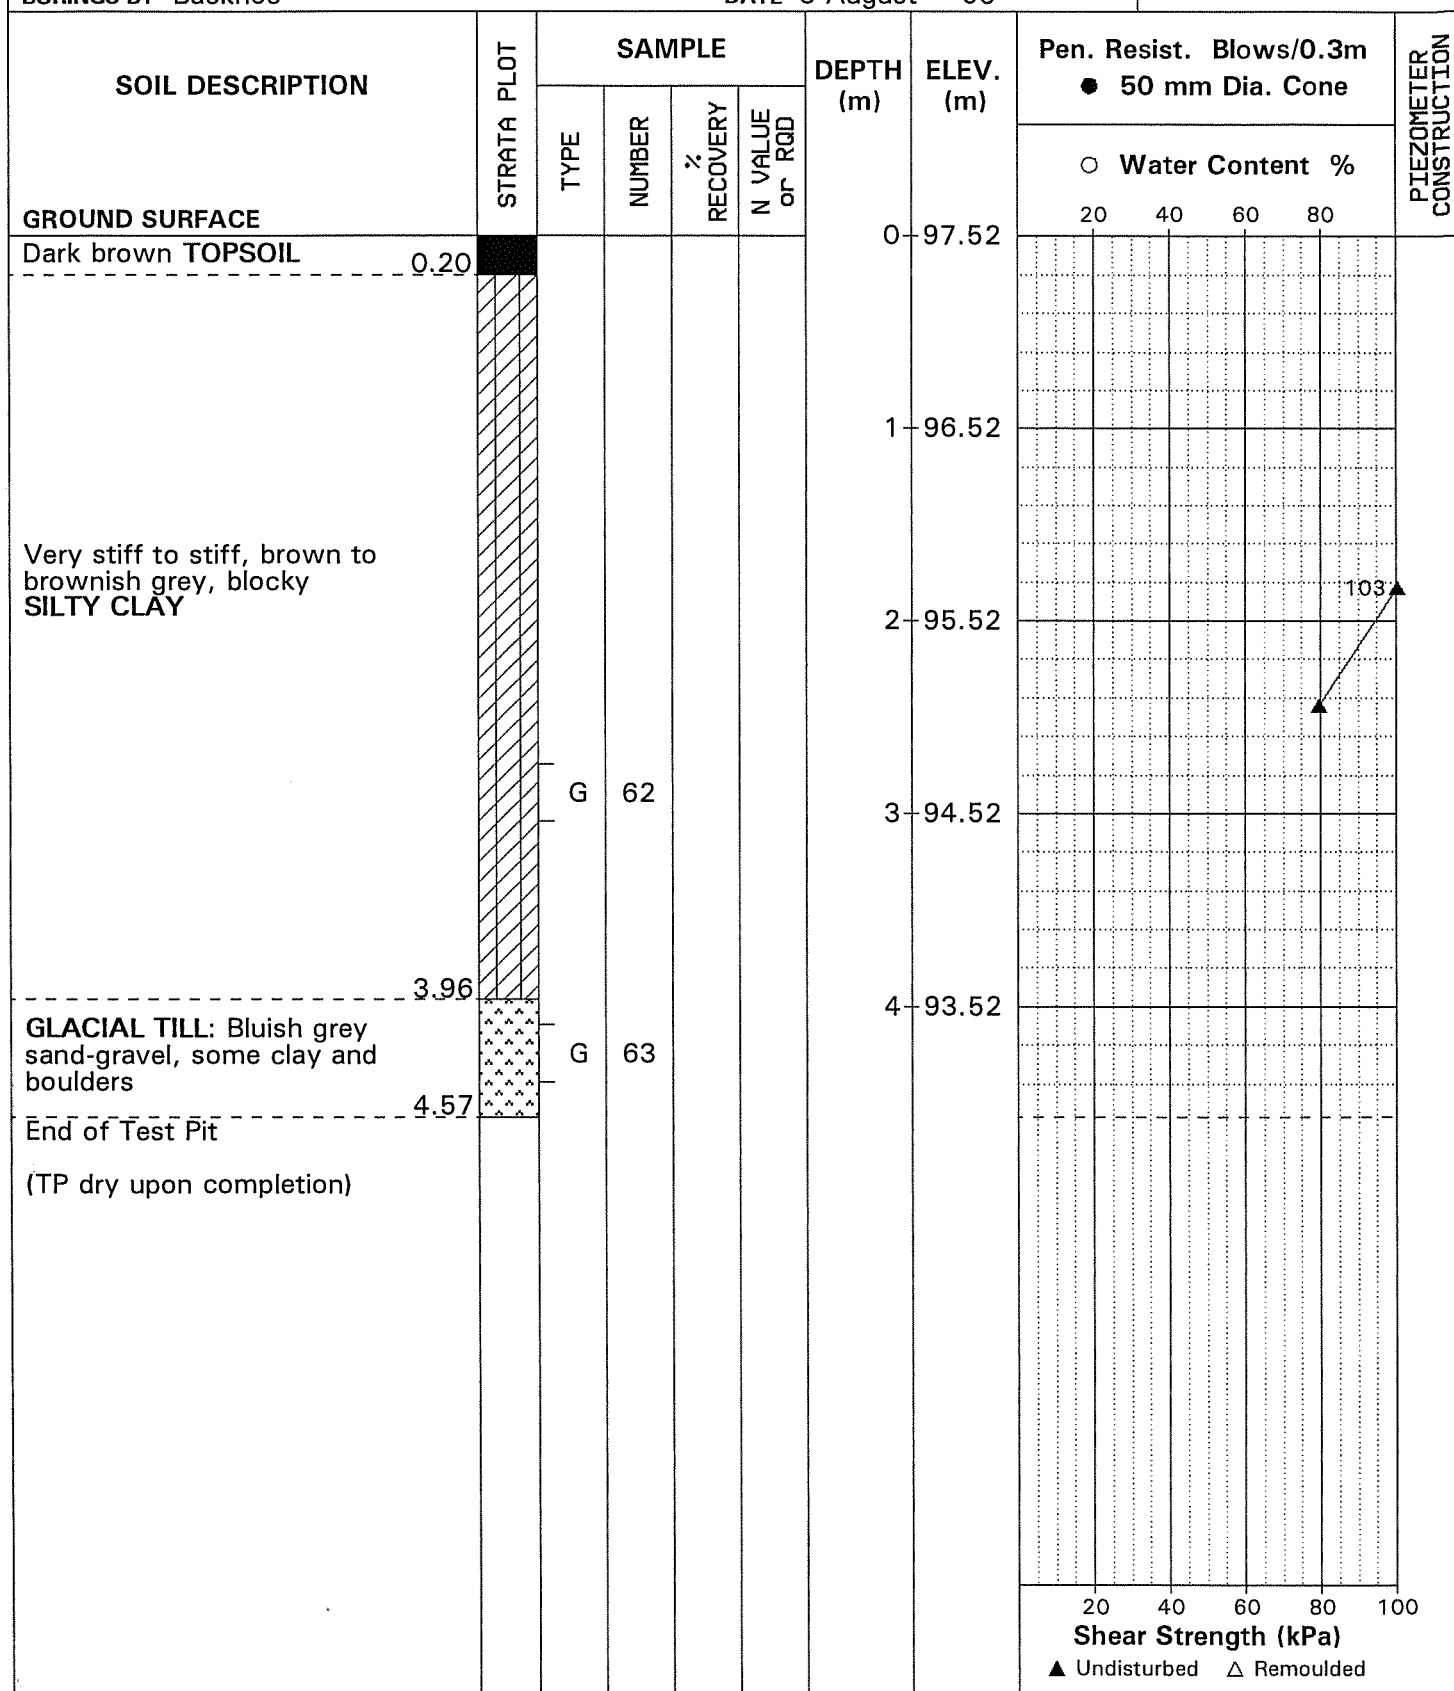 SOIL DESCRIPTION
GROUND SURFACE
STRATA PLOT
SAMPLE
TYPE
NUMBER
%
RECOVERY
N VALUE
or RQD
DEPTH
(m)
ELEV.
(m)
Pen. Resist. Blows/0.3m
● 50 mm Dia. Cone
○ Water Content %
20 40 60 80
PIEZOMETER
CONSTRUCTION
0 97.52
Dark brown TOPSOIL
0.20
1 96.52
Very stiff to stiff, brown to
brownish grey, blocky
SILTY CLAY
103
2 95.52
G 62
3 94.52
3.96
4 93.52
GLACIAL TILL: Bluish grey
sand-gravel, some clay and
boulders
G 63
4.57
End of Test Pit
(TP dry upon completion)
20 40 60 80 100
Shear Strength (kPa)
▲ Undisturbed △ Remoulded